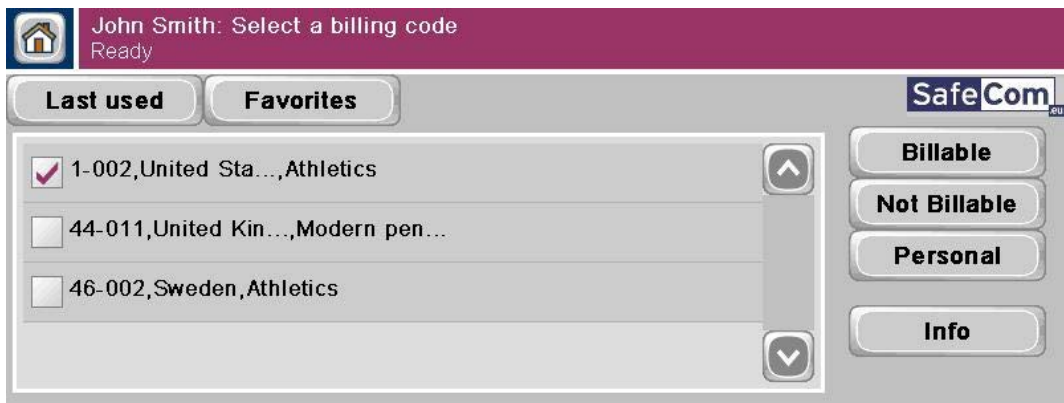 John Smith: Select a billing code
Ready
Last used
Favorites
SafeCom.eu
1-002,United Sta...,Athletics
44-011,United Kin...,Modern pen...
46-002,Sweden,Athletics
Billable
Not Billable
Personal
Info